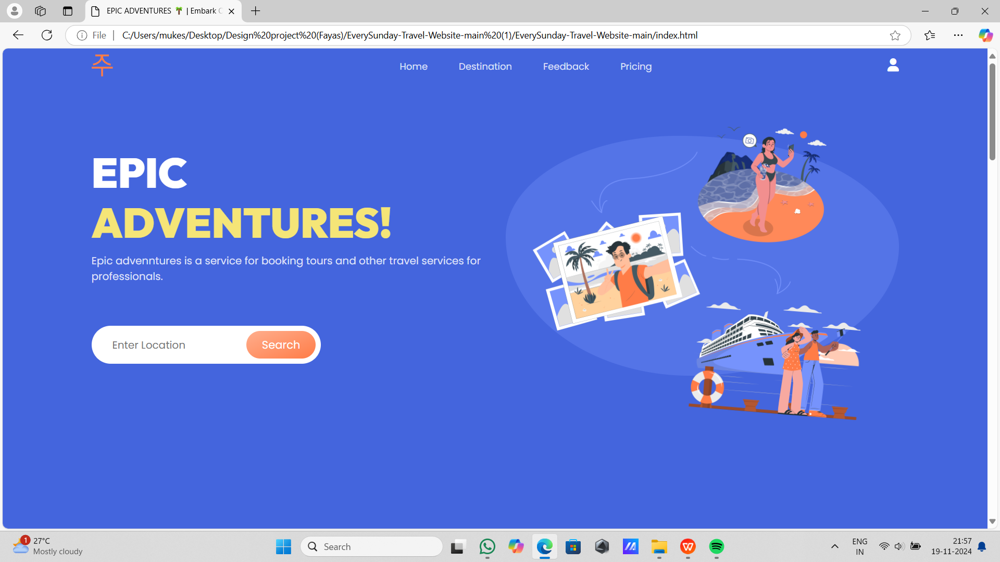 EPIC ADVENTURES 🌴 | Embark C
File
C:/Users/mukes/Desktop/Design%20project%20(Fayas)/EverySunday-Travel-Website-main%20(1)/EverySunday-Travel-Website-main/index.html
주
Home
Destination
Feedback
Pricing
EPIC
ADVENTURES!
Epic advenntures is a service for booking tours and other travel services for
professionals.
Enter Location
Search
1
27°C
Mostly cloudy
Search
ENG
IN
21:57
19-11-2024